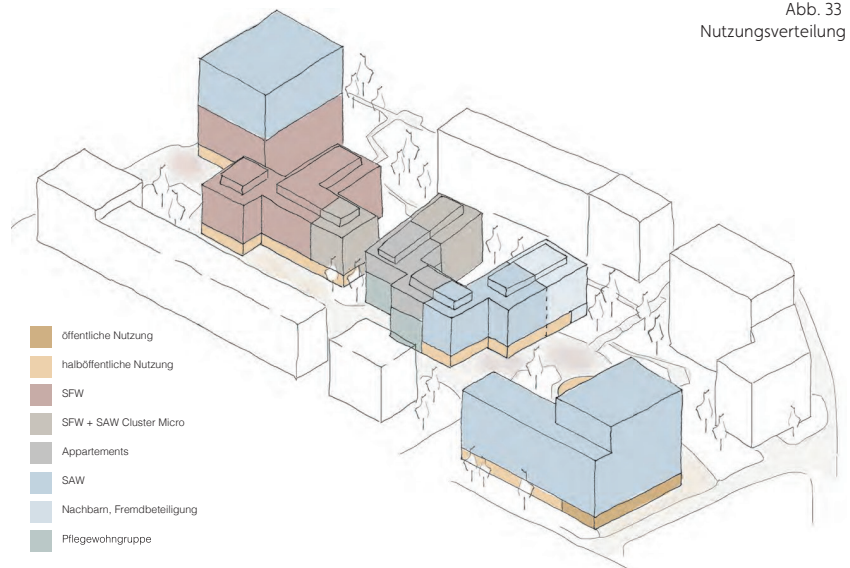 Abb. 33
Nutzungsverteilung
öffentliche Nutzung
halböffentliche Nutzung
SFW
SFW + SAW Cluster Micro
Appartements
SAW
Nachbarn, Fremdbeteiligung
Pflegewohngruppe